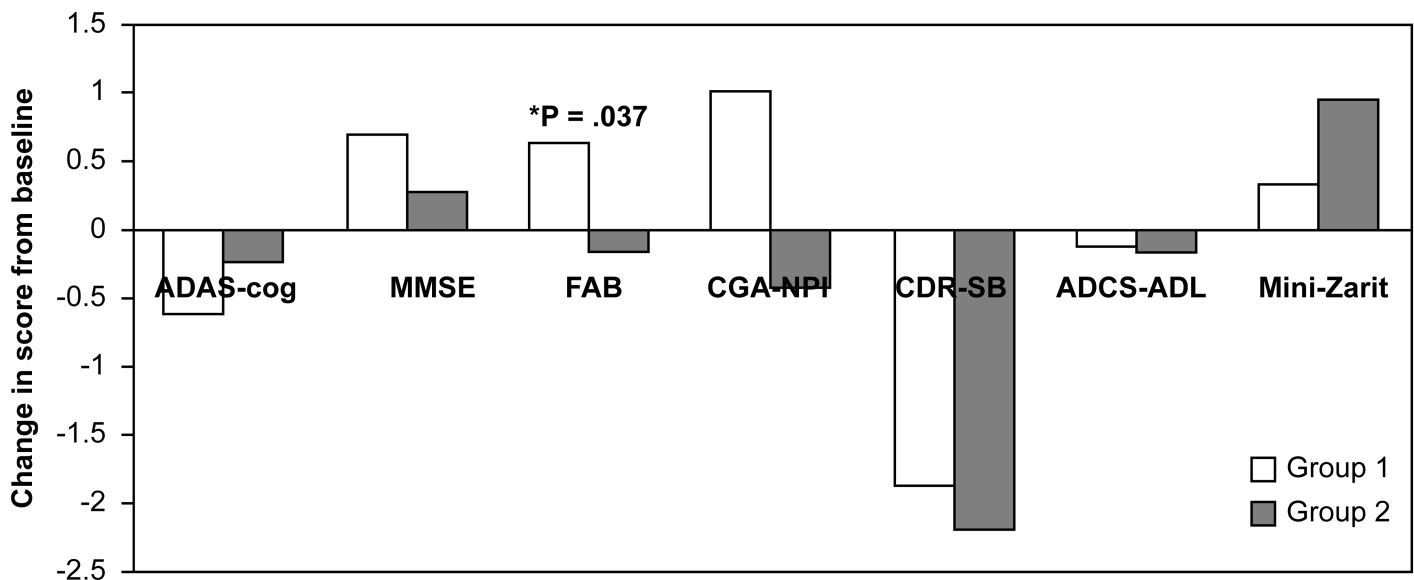 1.5
1
0.5
0
-0.5
-1
-1.5
-2
-2.5
Change in score from baseline
*P = .037
ADAS-cog
MMSE
FAB
CGA-NPI
CDR-SB
ADCS-ADL
Mini-Zarit
Group 1
Group 2